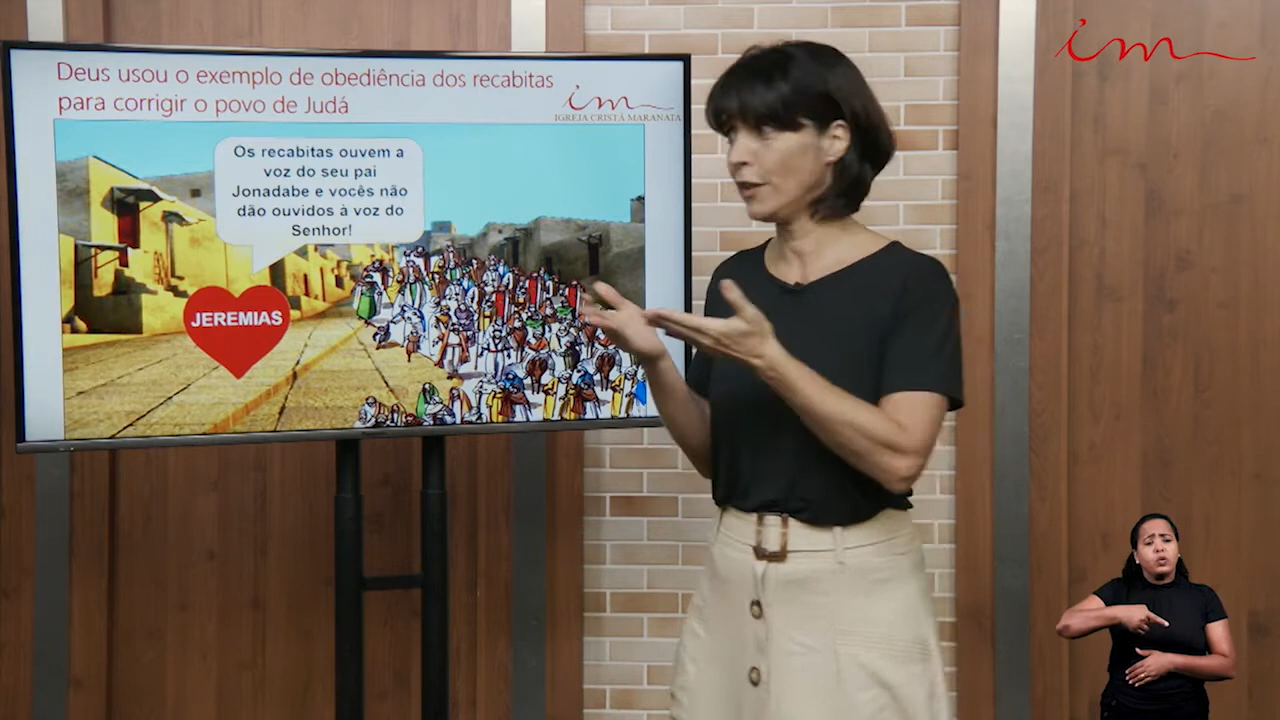 Deus usou o exemplo de obediência dos recabitas
para corrigir o povo de Judá
im
IGREJA CRISTÃ MARANATA
Os recabitas ouvem a
voz do seu pai
Jonadabe e vocês não
dão ouvidos à voz do
Senhor!
JEREMIAS
im